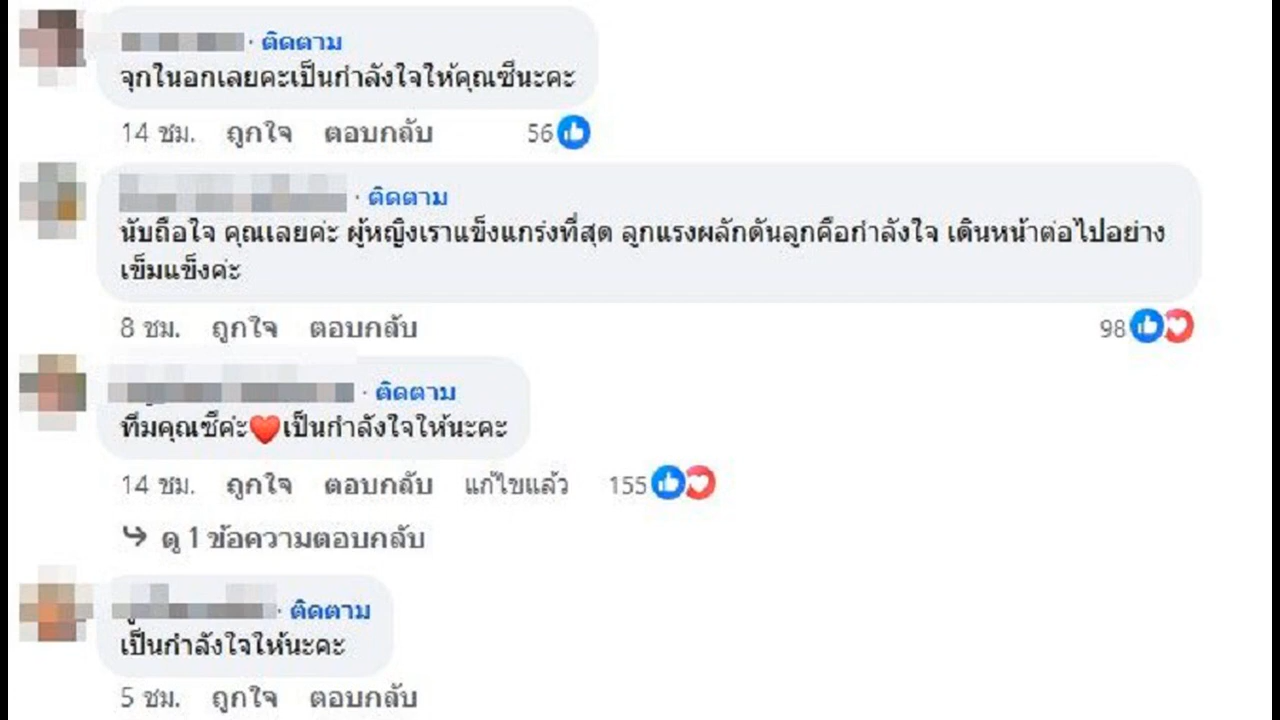 · ติดตาม
จุกในอกเลยคะเป็นกำลังใจให้คุณซีนะคะ
14 ชม. ถูกใจ ตอบกลับ 56
· ติดตาม
นับถือใจ คุณเลยค่ะ ผู้หญิงเราแข็งแกร่งที่สุด ลูกแรงผลักดันลูกคือกำลังใจ เดินหน้าต่อไปอย่าง
เข็มแข็งค่ะ
8 ชม. ถูกใจ ตอบกลับ 98
· ติดตาม
ทีมคุณซีค่ะ❤️เป็นกำลังใจให้นะคะ
14 ชม. ถูกใจ ตอบกลับ แก้ไขแล้ว 155
ดู 1 ข้อความตอบกลับ
· ติดตาม
เป็นกำลังใจให้นะคะ
5 ชม. ถูกใจ ตอบกลับ